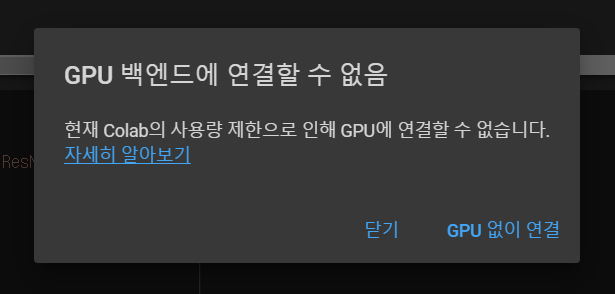 GPU 백엔드에 연결할 수 없음
현재 Colab의 사용량 제한으로 인해 GPU에 연결할 수 없습니다.
자세히 알아보기
ResN
닫기 GPU 없이 연결